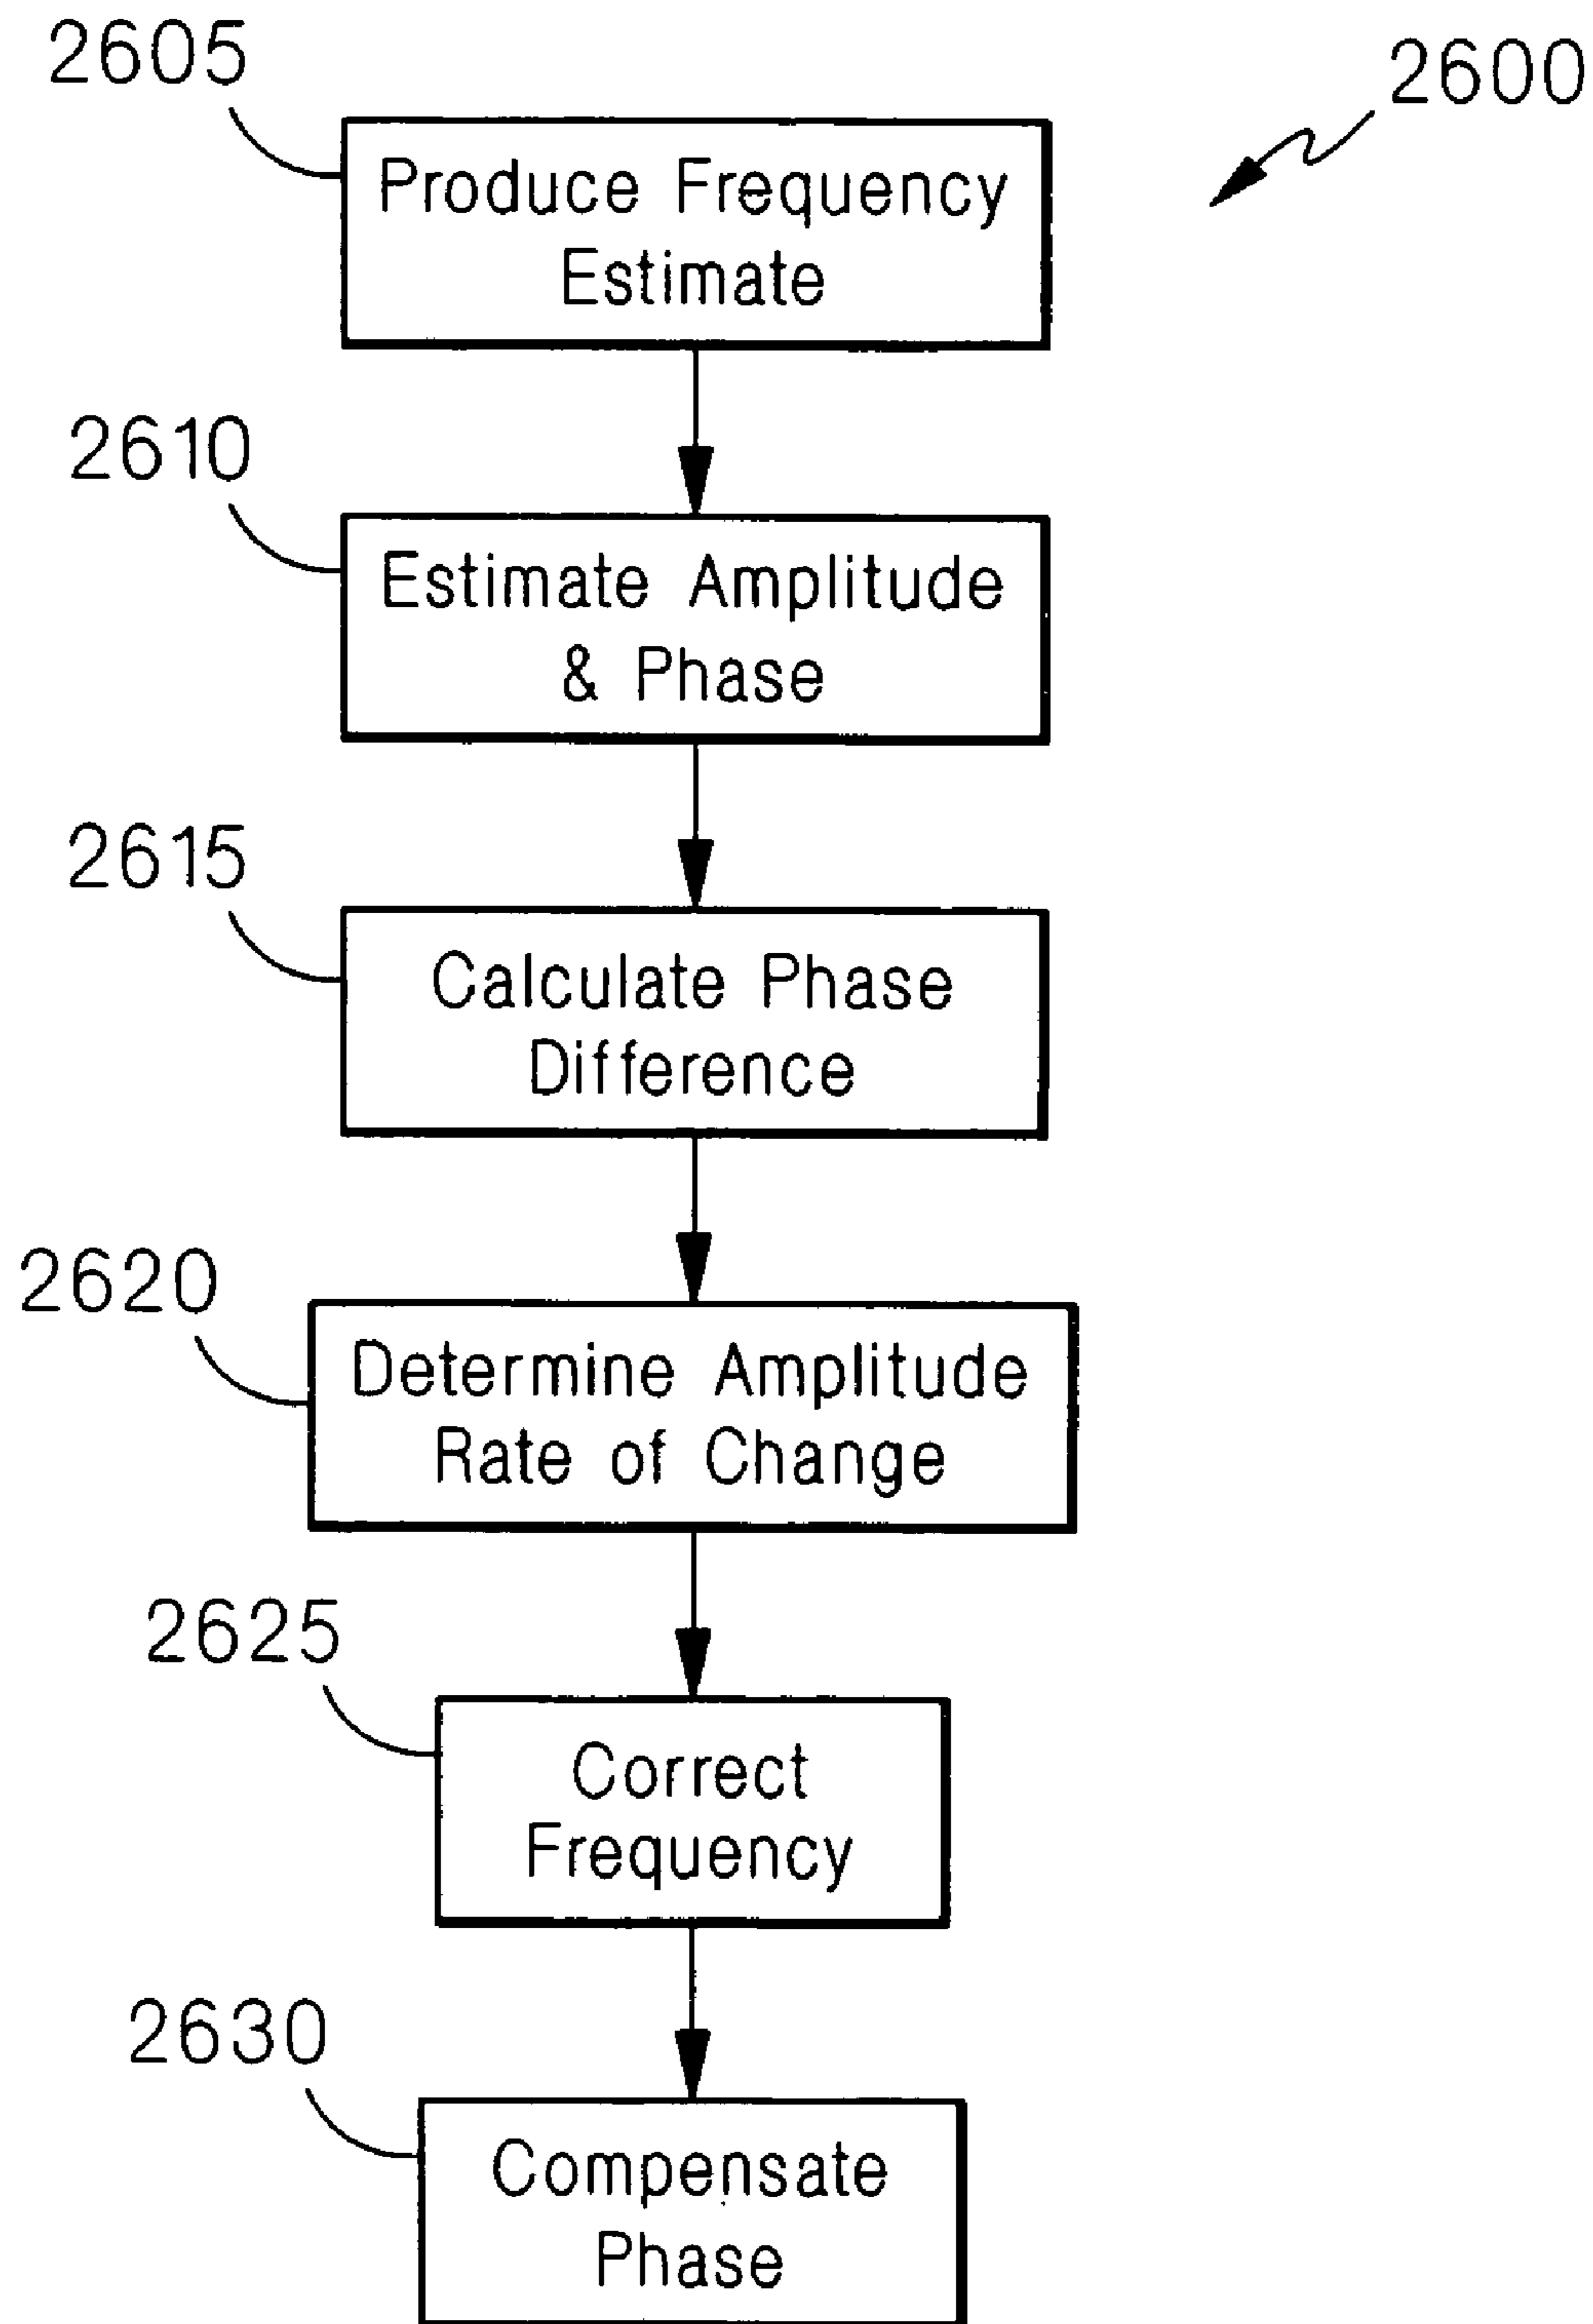 2605
2600
Produce Frequency
Estimate
2610
Estimate Amplitude
& Phase
2615
Calculate Phase
Difference
2620
Determine Amplitude
Rate of Change
2625
Correct
Frequency
2630
Compensate
Phase